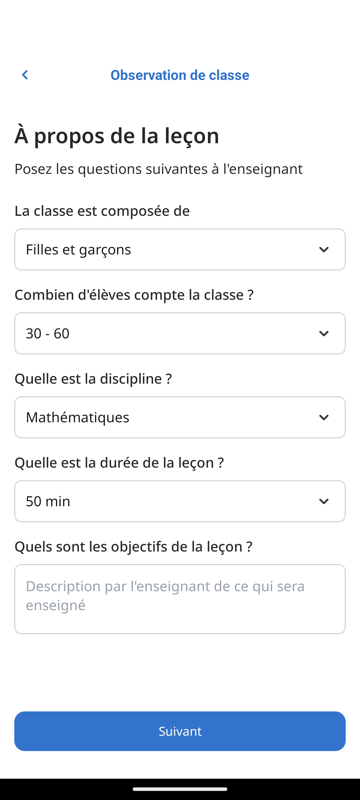 Observation de classe
À propos de la leçon
Posez les questions suivantes à l'enseignant
La classe est composée de
Filles et garçons
Combien d'élèves compte la classe ?
30 - 60
Quelle est la discipline ?
Mathématiques
Quelle est la durée de la leçon ?
50 min
Quels sont les objectifs de la leçon ?
Description par l'enseignant de ce qui sera
enseigné
Suivant